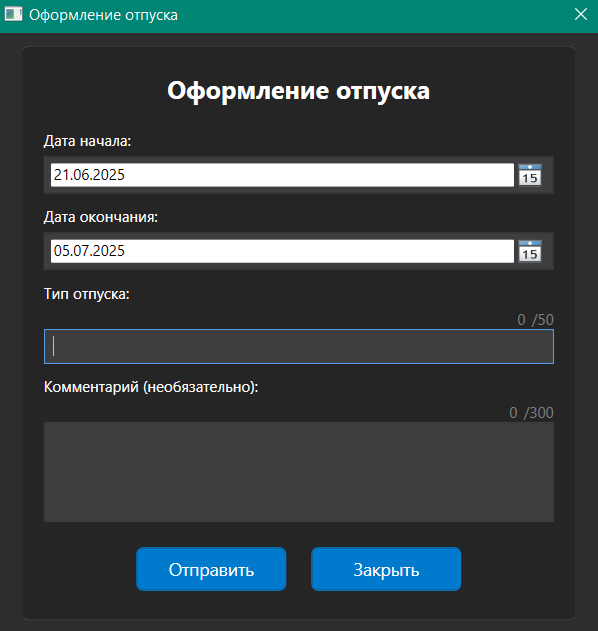 Оформление отпуска
Оформление отпуска
Дата начала:
21.06.2025
15
Дата окончания:
05.07.2025
15
Тип отпуска:
0 /50
Комментарий (необязательно):
0 /300
Отправить Закрыть